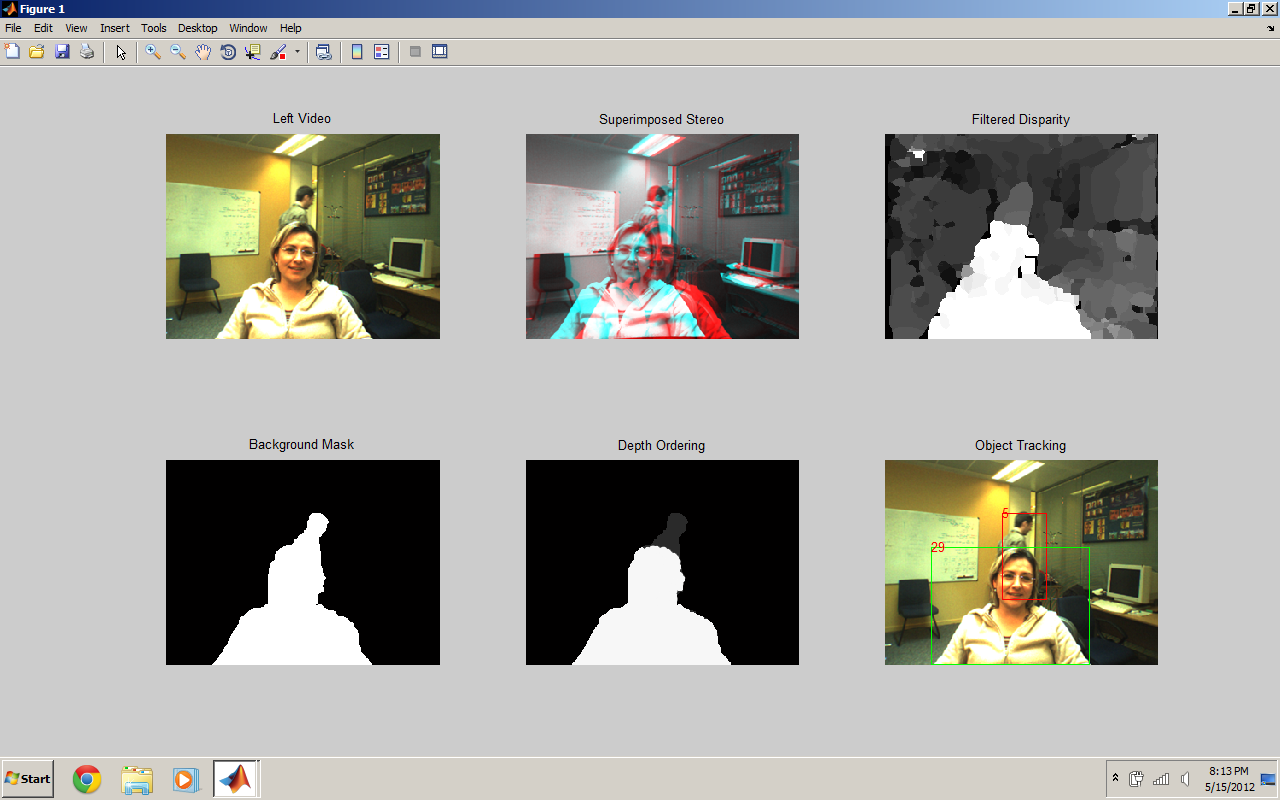 Figure 1
File Edit View Insert Tools Desktop Window Help
Left Video
Superimposed Stereo
Filtered Disparity
Background Mask
Depth Ordering
Object Tracking
5
29
Start
8:13 PM
5/15/2012